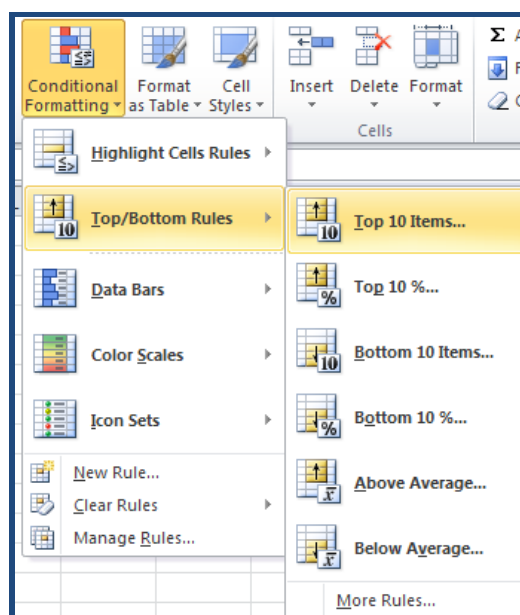 Conditional Formatting
Format as Table
Cell Styles
Insert
Delete
Format
Σ
Cells
Highlight Cells Rules
Top/Bottom Rules
Data Bars
Color Scales
Icon Sets
New Rule...
Clear Rules
Manage Rules...
Top 10 Items...
Top 10 %...
Bottom 10 Items...
Bottom 10 %...
Above Average...
Below Average...
More Rules...